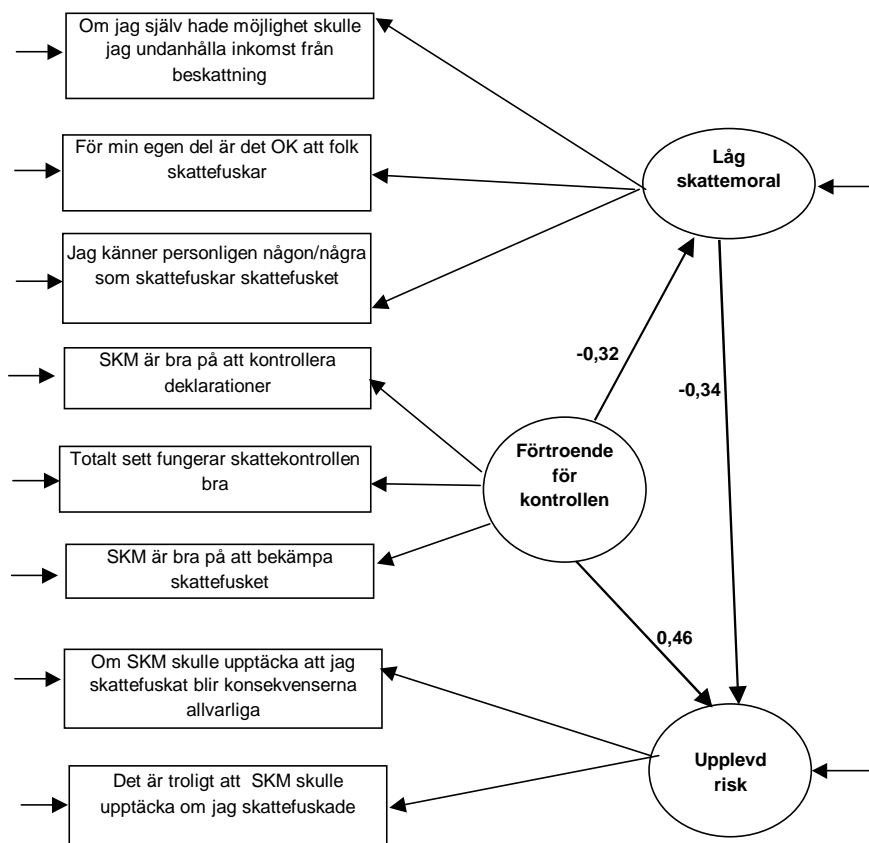 Om jag själv hade möjlighet skulle
jag undanhålla inkomst från
beskattning
För min egen del är det OK att folk
skattefuskar
Låg
skattemoral
Jag känner personligen någon/några
som skattefuskar skattefusket
SKM är bra på att kontrollera
deklarationer
-0,32
-0,34
Totalt sett fungerar skattekontrollen
bra
Förtroende
för
kontrollen
SKM är bra på att bekämpa
skattefusket
0,46
Om SKM skulle upptäcka att jag
skattefuskat blir konsekvenserna
allvarliga
Upplevd
risk
Det är troligt att  SKM skulle
upptäcka om jag skattefuskade